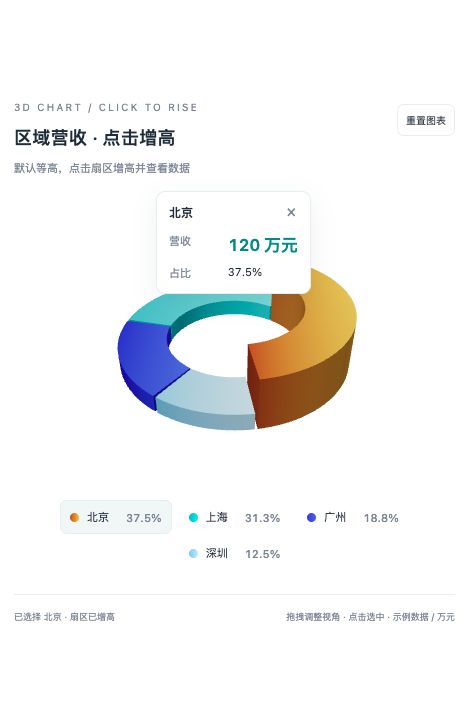 3D CHART / CLICK TO RISE
区域营收 · 点击增高
默认等高，点击扇区增高并查看数据
重置图表
北京 ×
营收 120 万元
占比 37.5%
北京 37.5% 上海 31.3% 广州 18.8%
深圳 12.5%
已选择 北京 · 扇区已增高 拖拽调整视角 · 点击选中 · 示例数据 / 万元